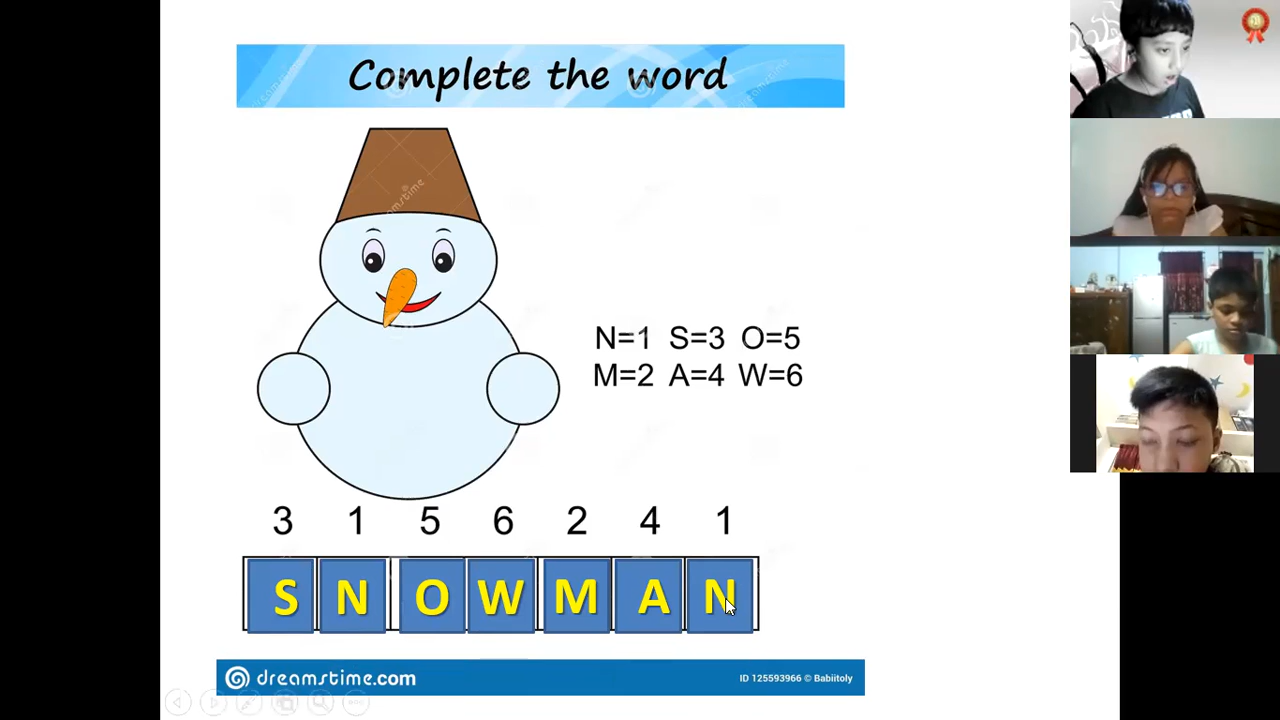 Complete the word
N=1 S=3 O=5
M=2 A=4 W=6
3 1 5 6 2 4 1
S N O W M A N
dreamstime.com
ID 125593966 © Babiitoly